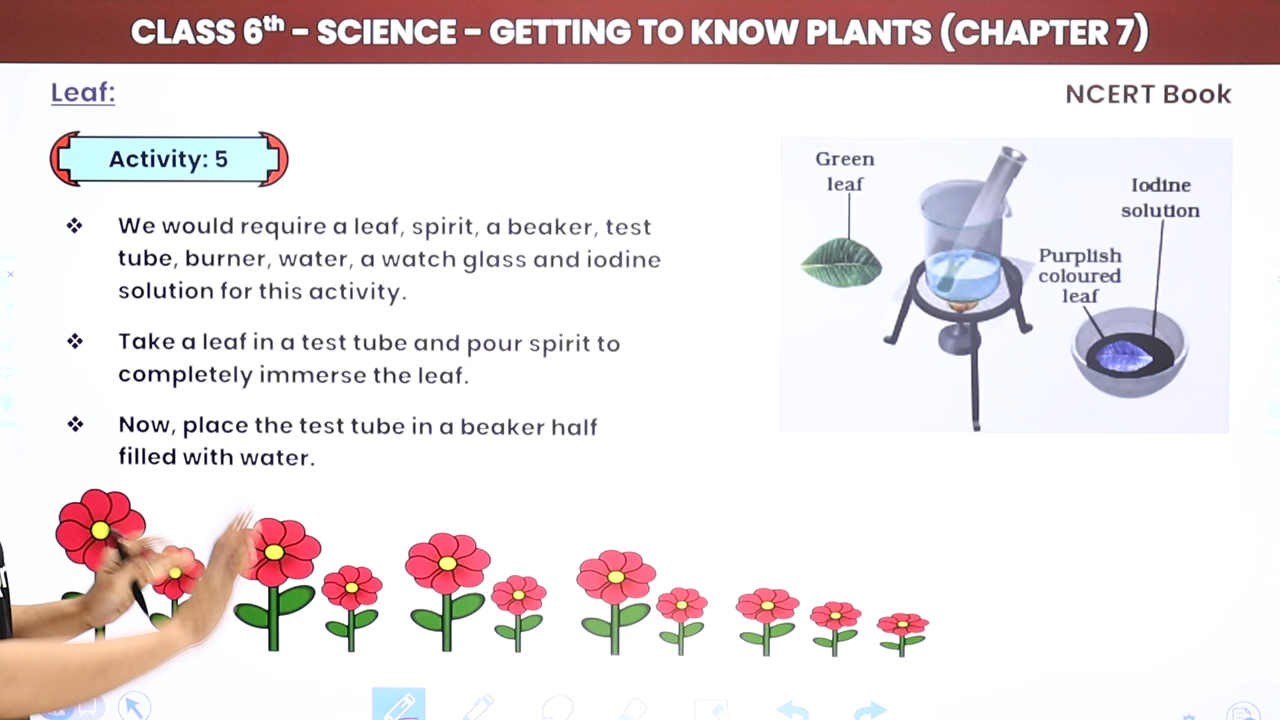 CLASS 6th – SCIENCE – GETTING TO KNOW PLANTS (CHAPTER 7)
Leaf:
NCERT Book
Activity: 5
❖ We would require a leaf, spirit, a beaker, test
tube, burner, water, a watch glass and iodine
solution for this activity.
❖ Take a leaf in a test tube and pour spirit to
completely immerse the leaf.
❖ Now, place the test tube in a beaker half
filled with water.
Green
leaf
Iodine
solution
Purplish
coloured
leaf